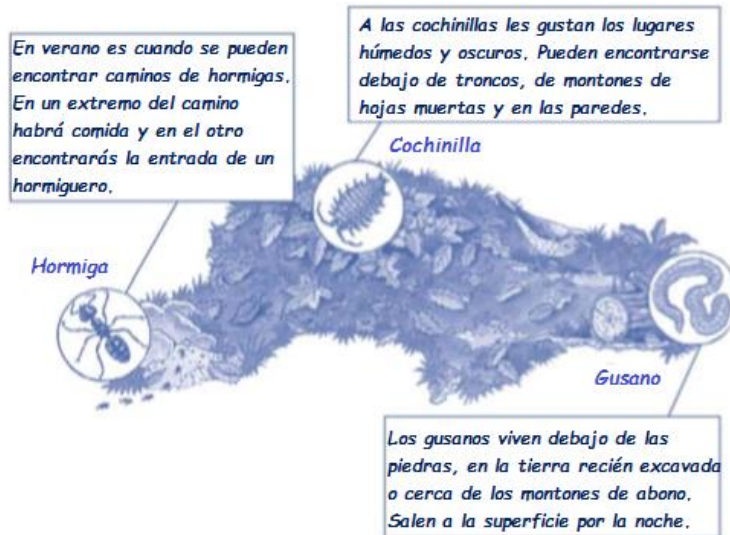 En verano es cuando se pueden
encontrar caminos de hormigas.
En un extremo del camino
habrá comida y en el otro
encontrarás la entrada de un
hormiguero.
Hormiga
A las cochinillas les gustan los lugares
húmedos y oscuros. Pueden encontrarse
debajo de troncos, de montones de
hojas muertas y en las paredes.
Cochinilla
Gusano
Los gusanos viven debajo de las
piedras, en la tierra recién excavada
o cerca de los montones de abono.
Salen a la superficie por la noche.